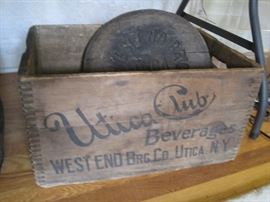 Utica Club
Beverages
WEST END BRG. CO. UTICA. N.Y.